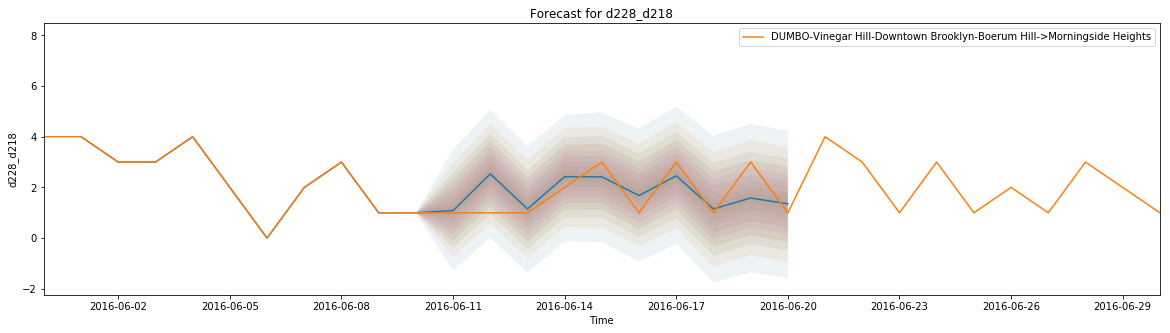 Forecast for d228_d218
DUMBO-Vinegar Hill-Downtown Brooklyn-Boerum Hill->Morningside Heights
d228_d218
8
6
4
2
0
−2
2016-06-02 2016-06-05 2016-06-08 2016-06-11 2016-06-14 2016-06-17 2016-06-20 2016-06-23 2016-06-26 2016-06-29
Time